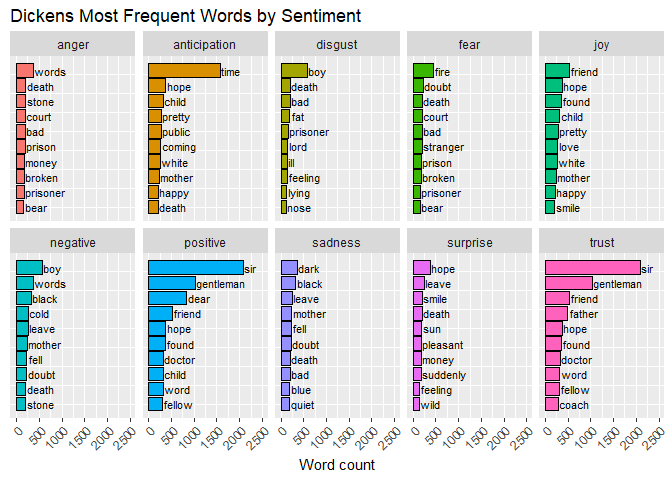 Dickens Most Frequent Words by Sentiment
anger anticipation disgust fear joy
words time boy fire friend
death hope death doubt hope
stone child bad death found
court pretty fat court child
bad public prisoner bad pretty
prison coming lord stranger love
money white ill prison white
broken mother feeling broken mother
prisoner happy lying prisoner happy
bear death nose bear smile
negative positive sadness surprise trust
boy sir dark hope sir
words gentleman black leave gentleman
black dear leave smile friend
cold friend mother death father
leave hope fell sun hope
mother found doubt pleasant found
fell doctor death money doctor
doubt child bad suddenly word
death word blue feeling fellow
stone fellow quiet wild coach
0 500 1000 1500 2000 2500 0 500 1000 1500 2000 2500 0 500 1000 1500 2000 2500 0 500 1000 1500 2000 2500 0 500 1000 1500 2000 2500
Word count